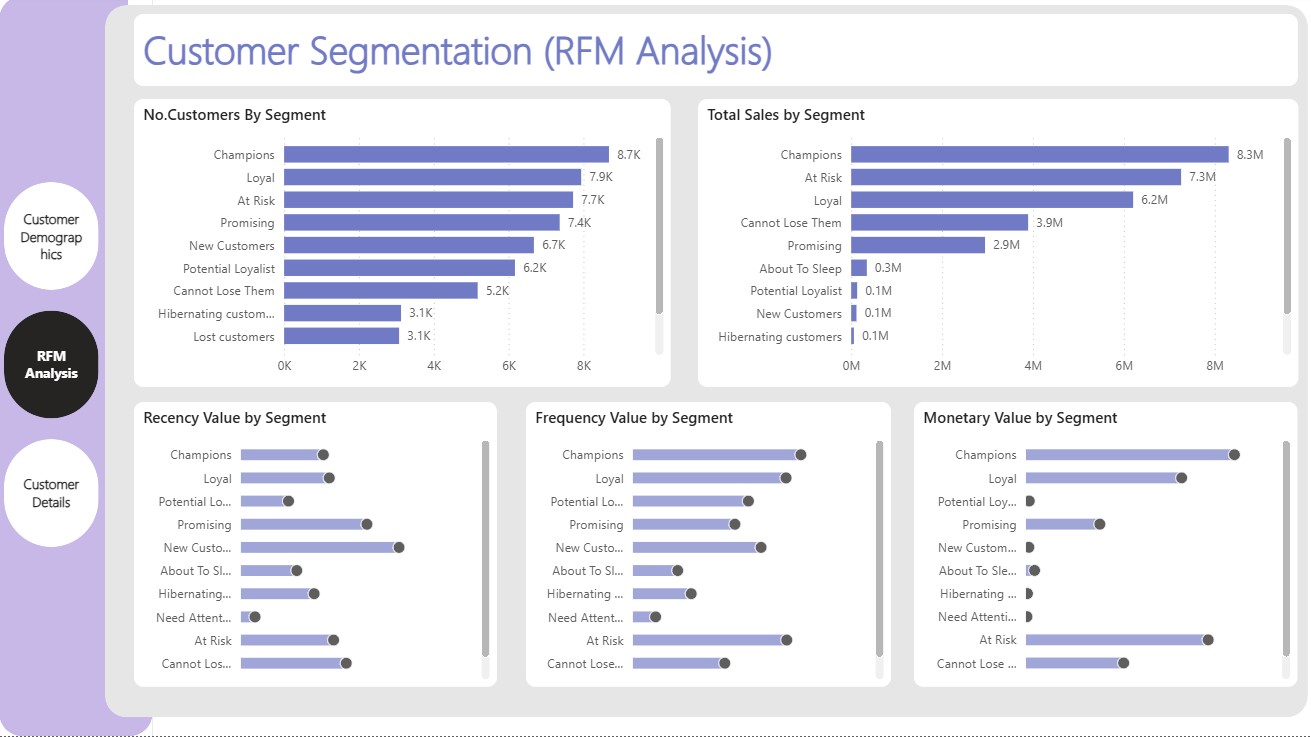 Customer Segmentation (RFM Analysis)
Customer
Demograp
hics
RFM
Analysis
Customer
Details
No.Customers By Segment
Champions 8.7K
Loyal 7.9K
At Risk 7.7K
Promising 7.4K
New Customers 6.7K
Potential Loyalist 6.2K
Cannot Lose Them 5.2K
Hibernating custom... 3.1K
Lost customers 3.1K
0K 2K 4K 6K 8K
Total Sales by Segment
Champions 8.3M
At Risk 7.3M
Loyal 6.2M
Cannot Lose Them 3.9M
Promising 2.9M
About To Sleep 0.3M
Potential Loyalist 0.1M
New Customers 0.1M
Hibernating customers 0.1M
0M 2M 4M 6M 8M
Recency Value by Segment
Champions
Loyal
Potential Lo...
Promising
New Custo...
About To Sl...
Hibernating...
Need Attent...
At Risk
Cannot Los...
Frequency Value by Segment
Champions
Loyal
Potential Lo...
Promising
New Custo...
About To Sl...
Hibernating ...
Need Attent...
At Risk
Cannot Lose...
Monetary Value by Segment
Champions
Loyal
Potential Loy...
Promising
New Custom...
About To Sle...
Hibernating ...
Need Attenti...
At Risk
Cannot Lose ...